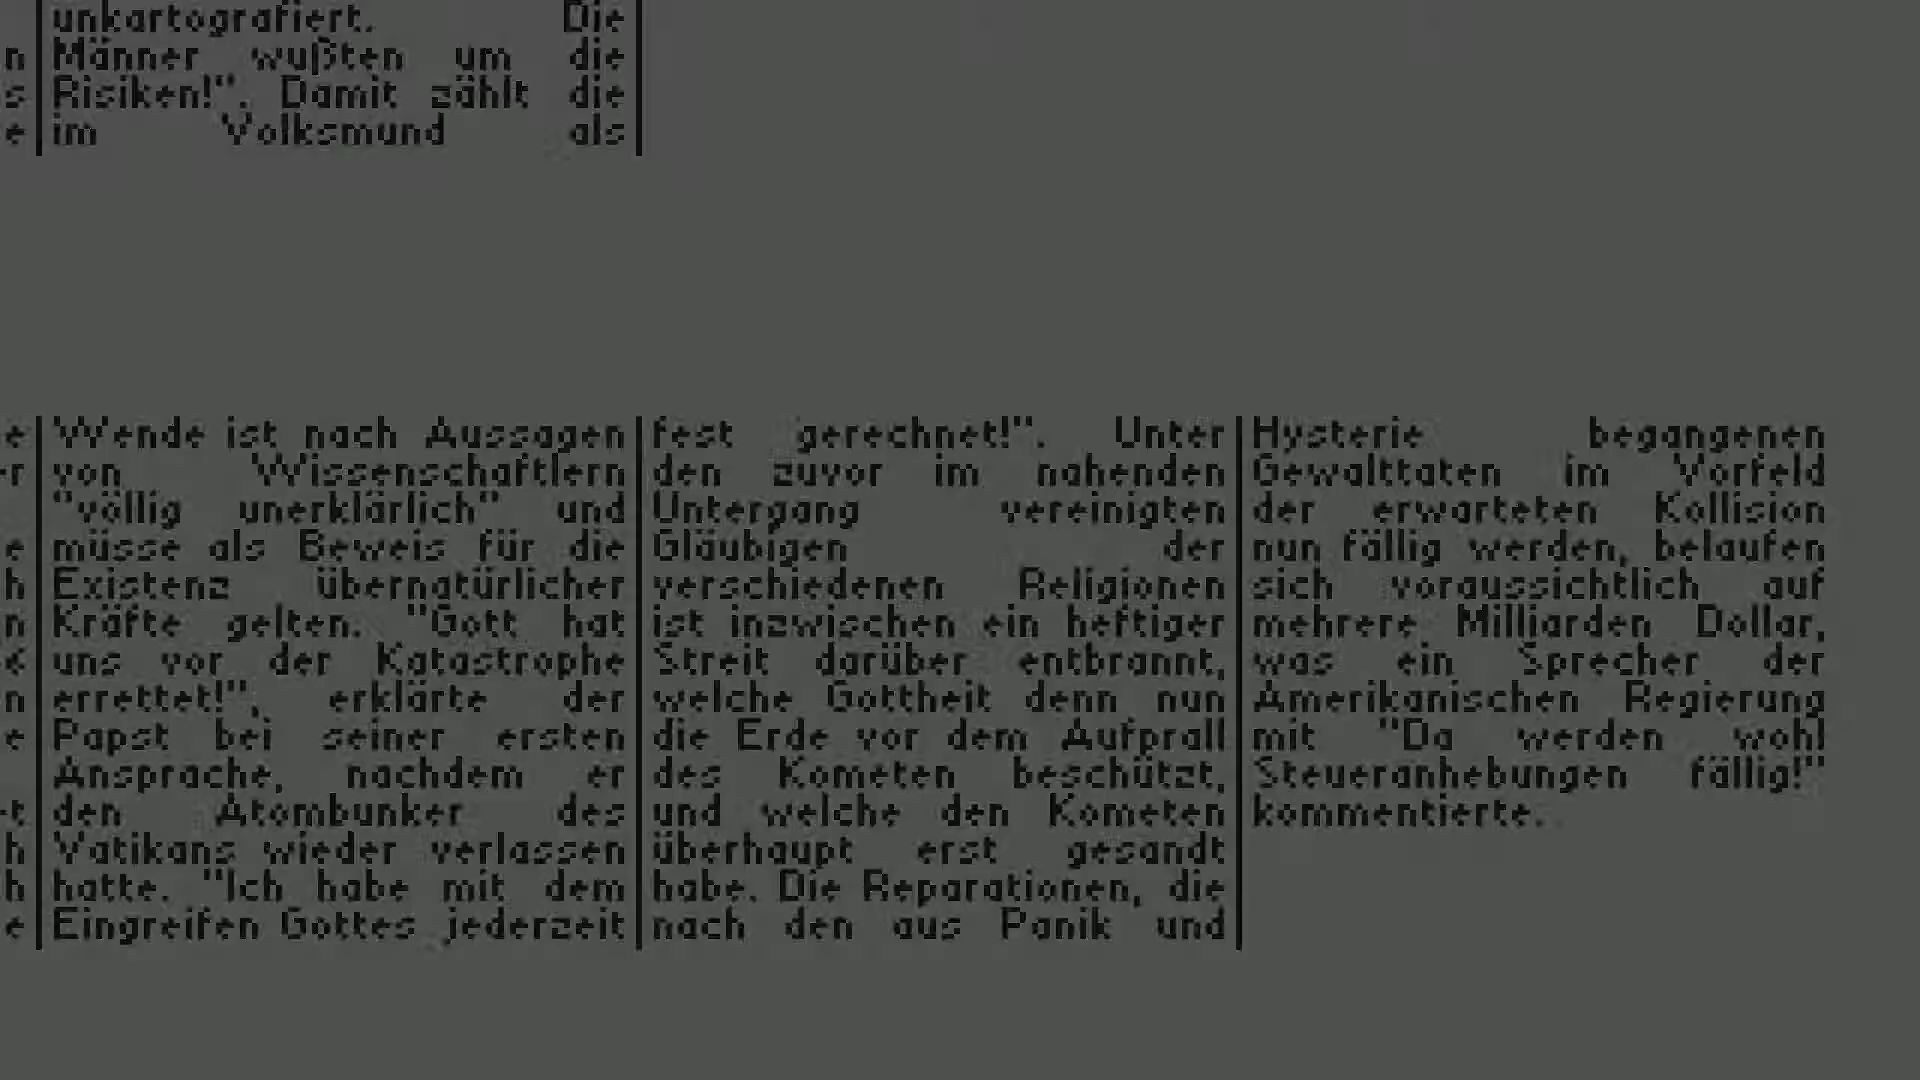 unkartografiert. Die
n Männer wußten um die
s Risiken!". Damit zählt die
e im Volksmund als
e
r
e
h
n
n
e
t
h
h
e
Wende ist nach Aussagen
von Wissenschaftlern
"völlig unerklärlich" und
müsse als Beweis für die
Existenz übernatürlicher
Kräfte gelten. "Gott hat
uns vor der Katastrophe
errettet!", erklärte der
Papst bei seiner ersten
Ansprache, nachdem er
den Atombunker des
Vatikans wieder verlassen
hatte. "Ich habe mit dem
Eingreifen Gottes jederzeit
fest gerechnet!". Unter
den zuvor im nahenden
Untergang vereinigten
Gläubigen der
verschiedenen Religionen
ist inzwischen ein heftiger
Streit darüber entbrannt,
welche Gottheit denn nun
die Erde vor dem Aufprall
des Kometen beschützt,
und welche den Kometen
überhaupt erst gesandt
habe. Die Reparationen, die
nach den aus Panik und
Hysterie begangenen
Gewalttaten im Vorfeld
der erwarteten Kollision
nun fällig werden, belaufen
sich voraussichtlich auf
mehrere Milliarden Dollar,
was ein Sprecher der
Amerikanischen Regierung
mit "Da werden wohl
Steueranhebungen fällig!"
kommentierte.